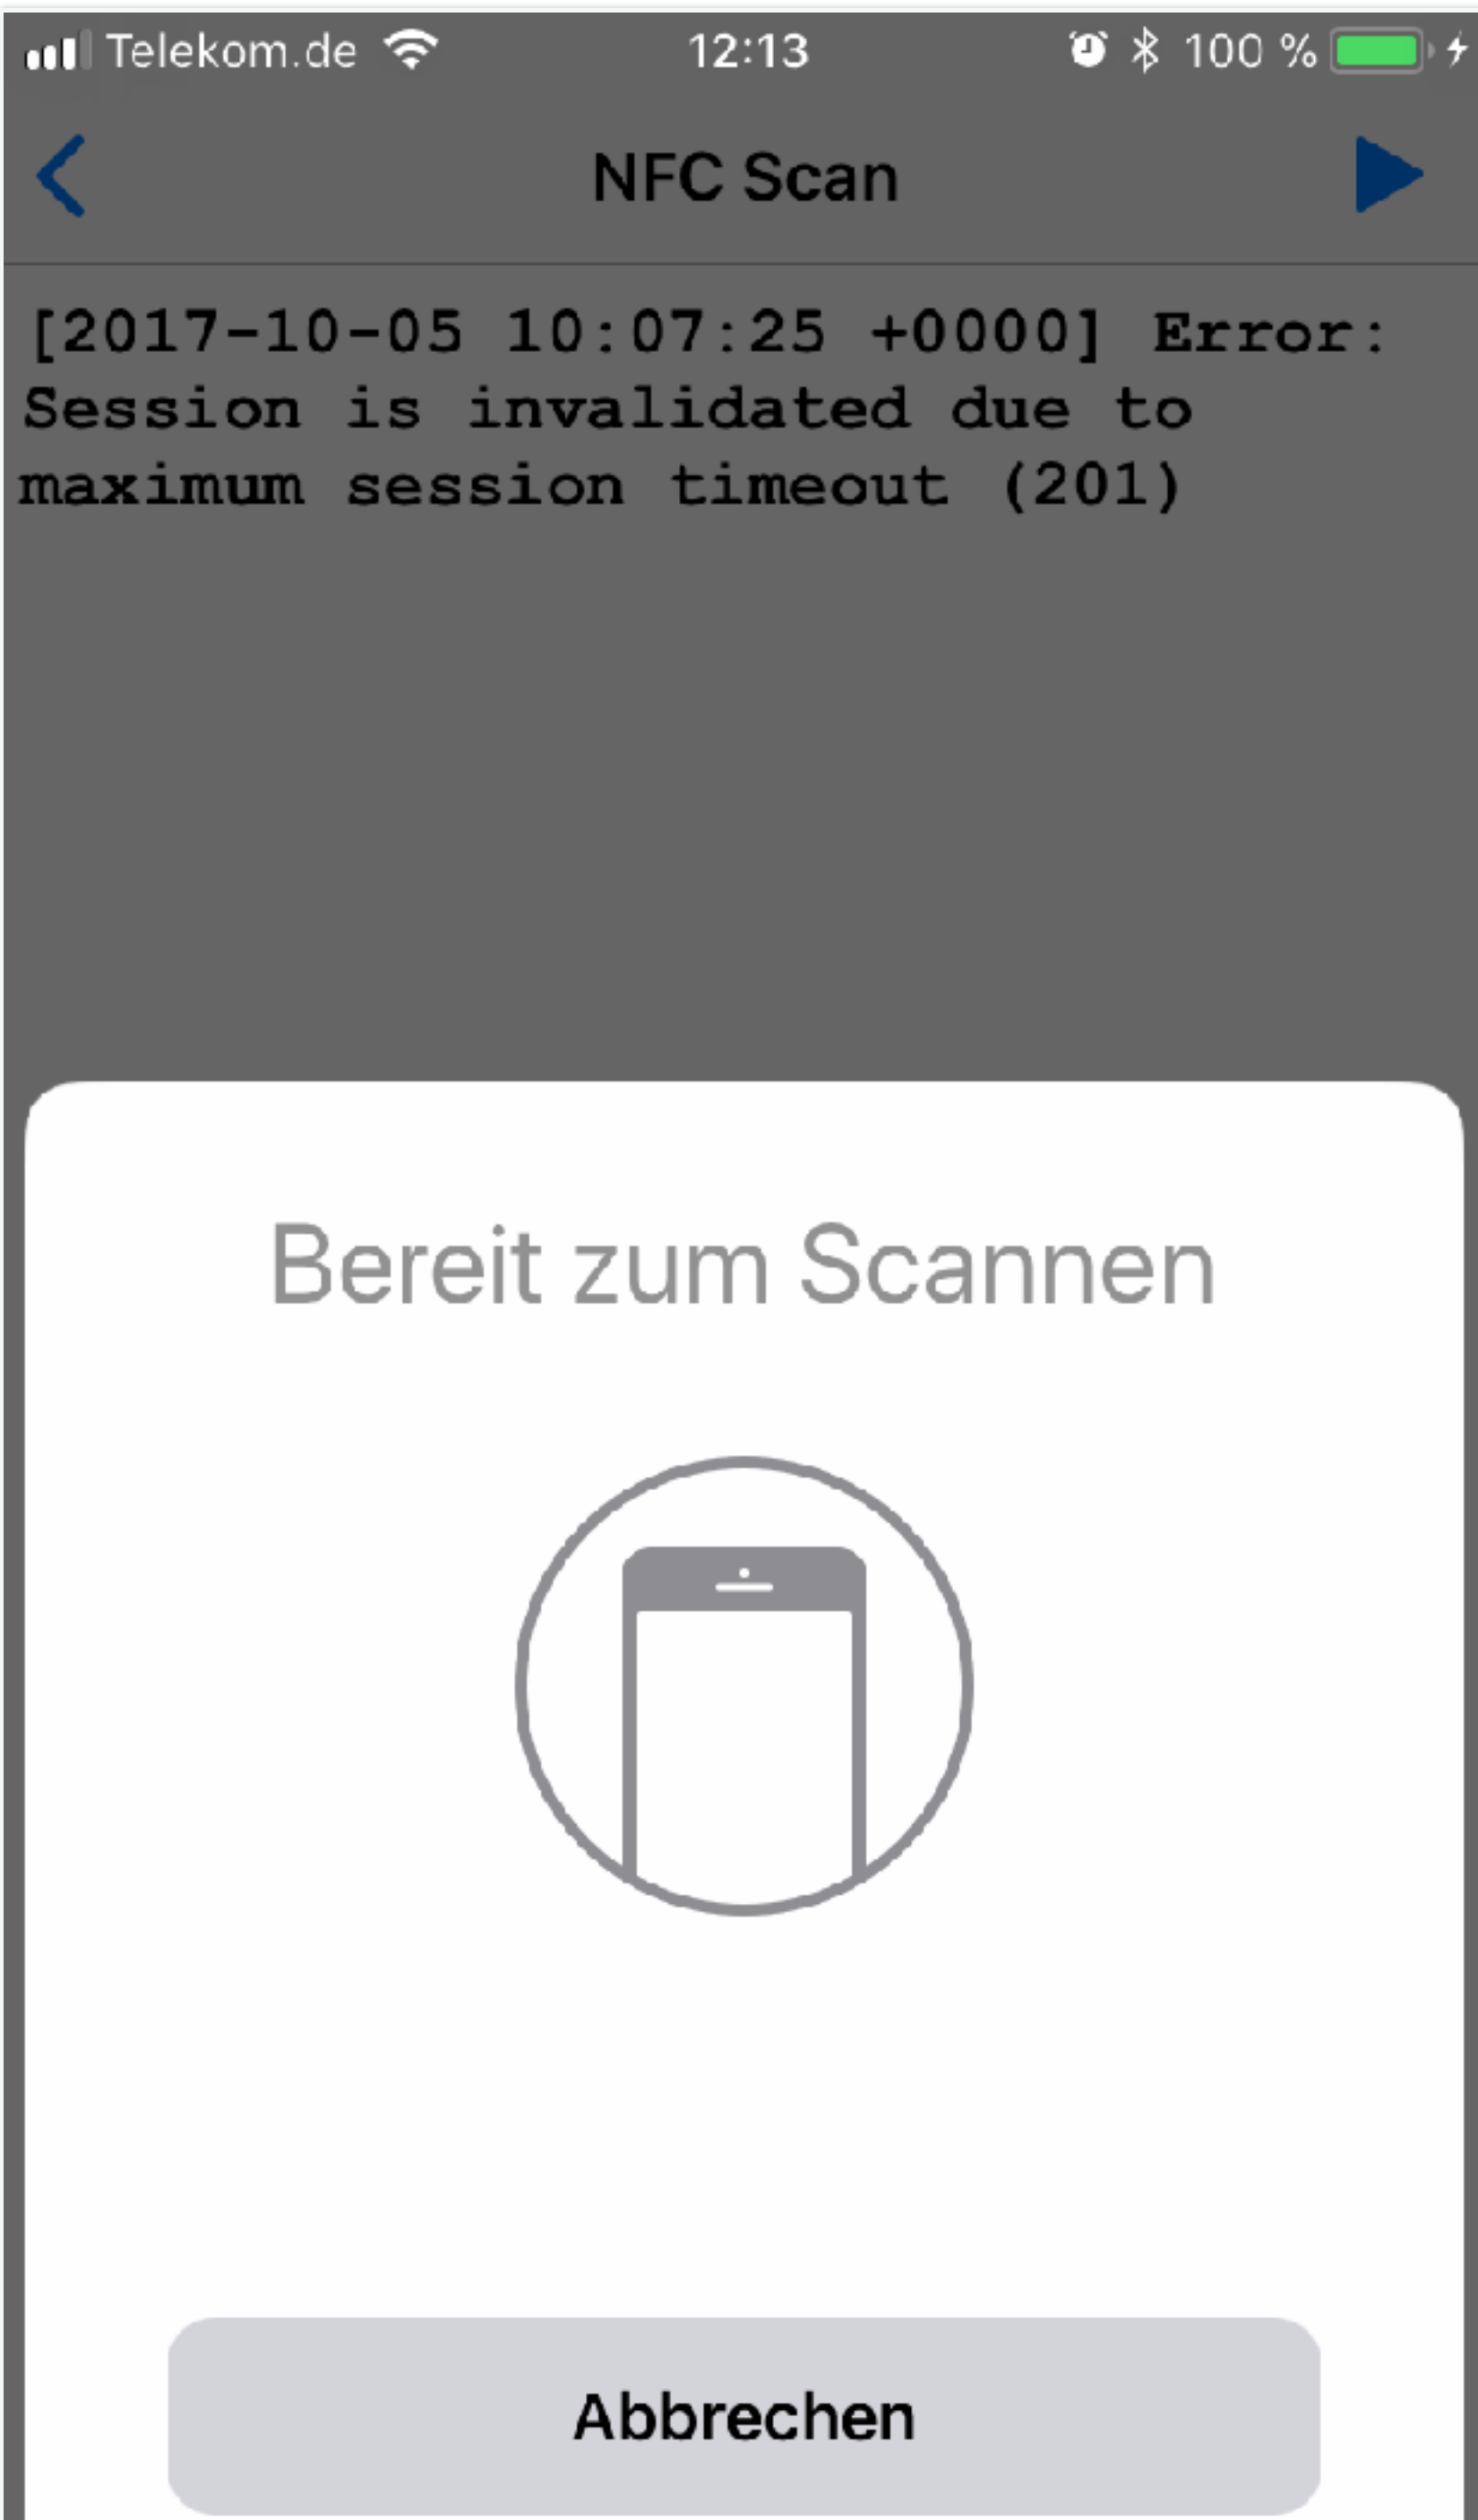 Telekom.de 12:13 100 %
NFC Scan
[2017-10-05 10:07:25 +0000] Error:
Session is invalidated due to
maximum session timeout (201)
Bereit zum Scannen
Abbrechen